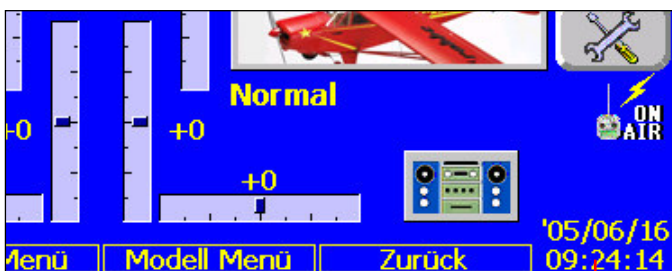 Normal
ON
AIR
+0
+0
+0
'05/06/16
Menü
Modell Menü
Zurück
09:24:14